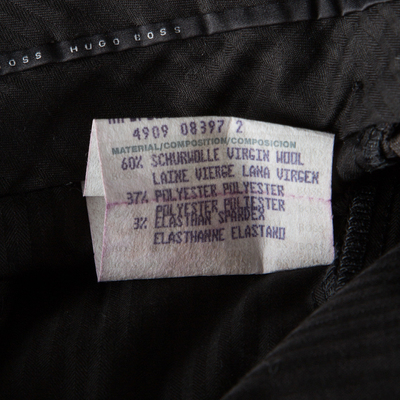 OSS HUGO BOSS
4909 08397 2
MATERIAL/COMPOSITION/COMPOSICION
60% SCHURWOLLE VIRGIN WOOL
LAINE VIERGE LANA VIRGEN
37% POLYESTER POLYESTER
POLYESTER POLIESTER
3% ELASTHAN SPANDEX
ELASTHANNE ELASTANO